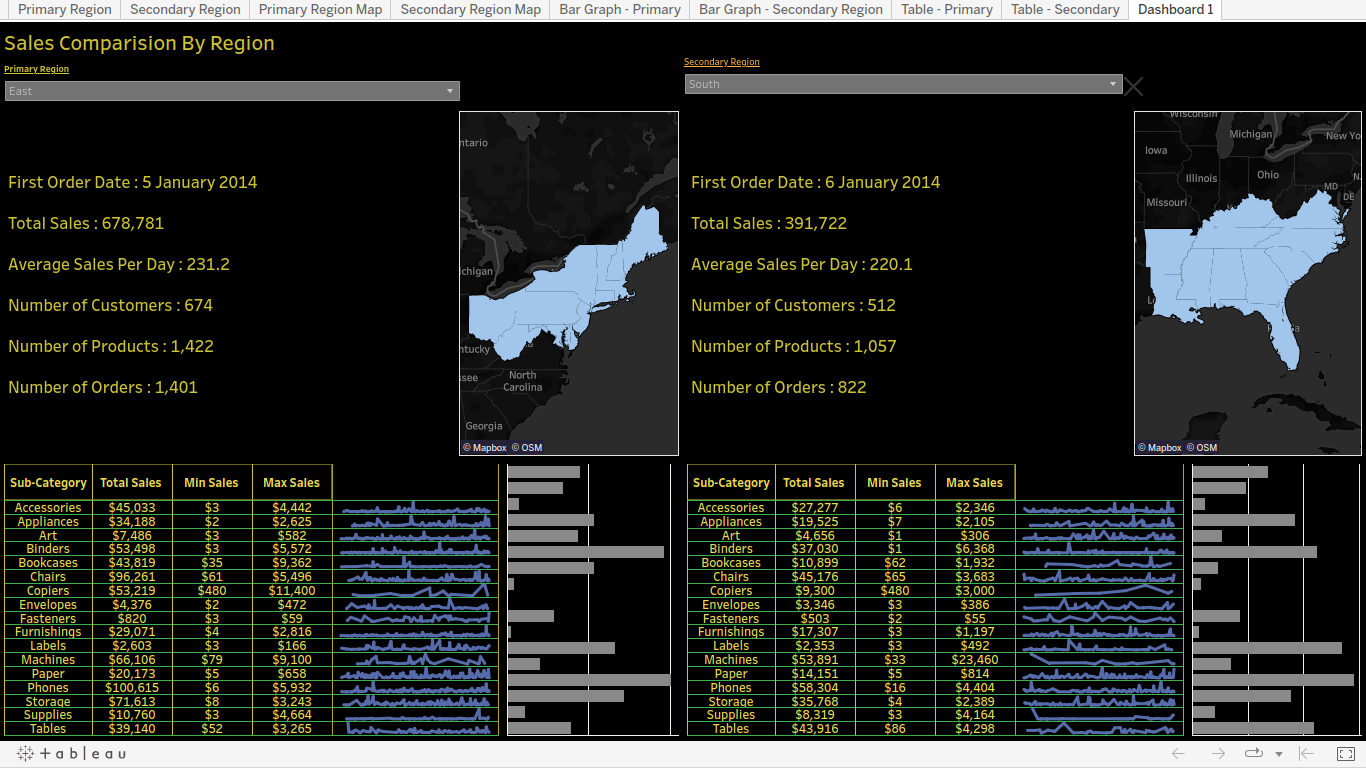 Primary Region
Secondary Region
Primary Region Map
Secondary Region Map
Bar Graph - Primary
Bar Graph - Secondary Region
Table - Primary
Table - Secondary
Dashboard 1
Sales Comparision By Region
Primary Region
East
Secondary Region
South
First Order Date : 5 January 2014
Total Sales : 678,781
Average Sales Per Day : 231.2
Number of Customers : 674
Number of Products : 1,422
Number of Orders : 1,401
ntario
chigan
ntucky
see
North
Carolina
Georgia
© Mapbox © OSM
First Order Date : 6 January 2014
Total Sales : 391,722
Average Sales Per Day : 220.1
Number of Customers : 512
Number of Products : 1,057
Number of Orders : 822
Wisconsin
Michigan
New Yo
Iowa
Illinois
Ohio
N.
MD
DE
Missouri
© Mapbox © OSM
Sub-Category Total Sales Min Sales Max Sales
Accessories $45,033 $3 $4,442
Appliances $34,188 $2 $2,625
Art $7,486 $3 $582
Binders $53,498 $3 $5,572
Bookcases $43,819 $35 $9,362
Chairs $96,261 $61 $5,496
Copiers $53,219 $480 $11,400
Envelopes $4,376 $2 $472
Fasteners $820 $3 $59
Furnishings $29,071 $4 $2,816
Labels $2,603 $3 $166
Machines $66,106 $79 $9,100
Paper $20,173 $5 $658
Phones $100,615 $6 $5,932
Storage $71,613 $8 $3,243
Supplies $10,760 $3 $4,664
Tables $39,140 $52 $3,265
Sub-Category Total Sales Min Sales Max Sales
Accessories $27,277 $6 $2,346
Appliances $19,525 $7 $2,105
Art $4,656 $1 $306
Binders $37,030 $1 $6,368
Bookcases $10,899 $62 $1,932
Chairs $45,176 $65 $3,683
Copiers $9,300 $480 $3,000
Envelopes $3,346 $3 $386
Fasteners $503 $2 $55
Furnishings $17,307 $3 $1,197
Labels $2,353 $3 $492
Machines $53,891 $33 $23,460
Paper $14,151 $5 $814
Phones $58,304 $16 $4,404
Storage $35,768 $4 $2,389
Supplies $8,319 $3 $4,164
Tables $43,916 $86 $4,298
+ a b l e a u